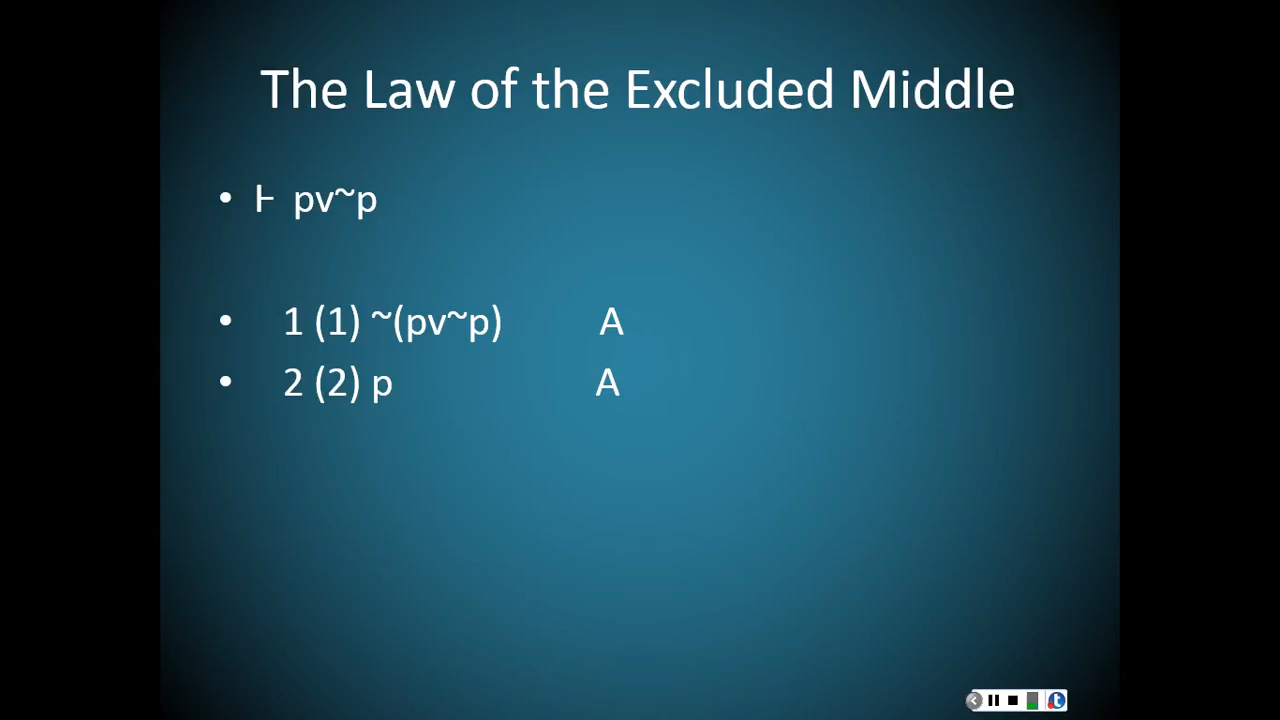 The Law of the Excluded Middle
• Ⱶ pv~p
• 1 (1) ~(pv~p) A
• 2 (2) p A